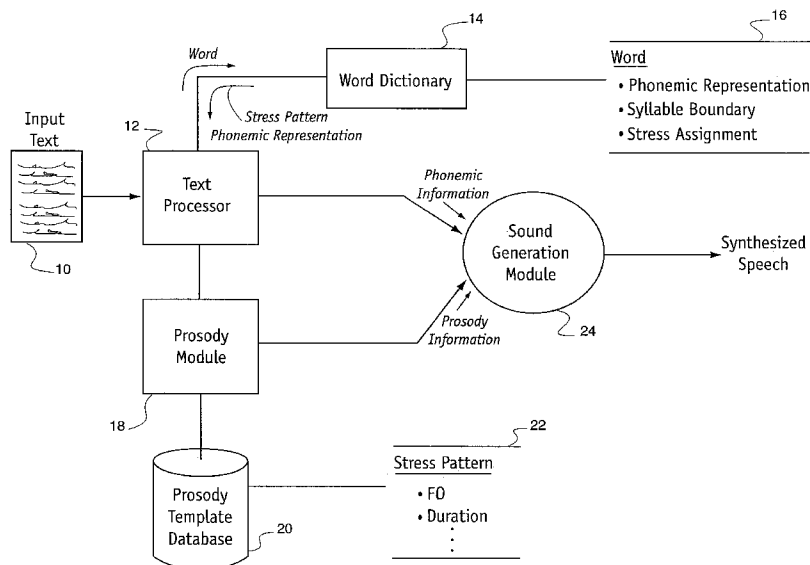 14
16
Word
Word Dictionary
Word
• Phonemic Representation
• Syllable Boundary
• Stress Assignment
Stress Pattern
Phonemic Representation
Input
Text
12
Text
Processor
10
Phonemic
Information
Sound
Generation
Module
24
Synthesized
Speech
Prosody
Module
18
Prosody
Information
22
Prosody
Template
Database
20
Stress Pattern
• F0
• Duration